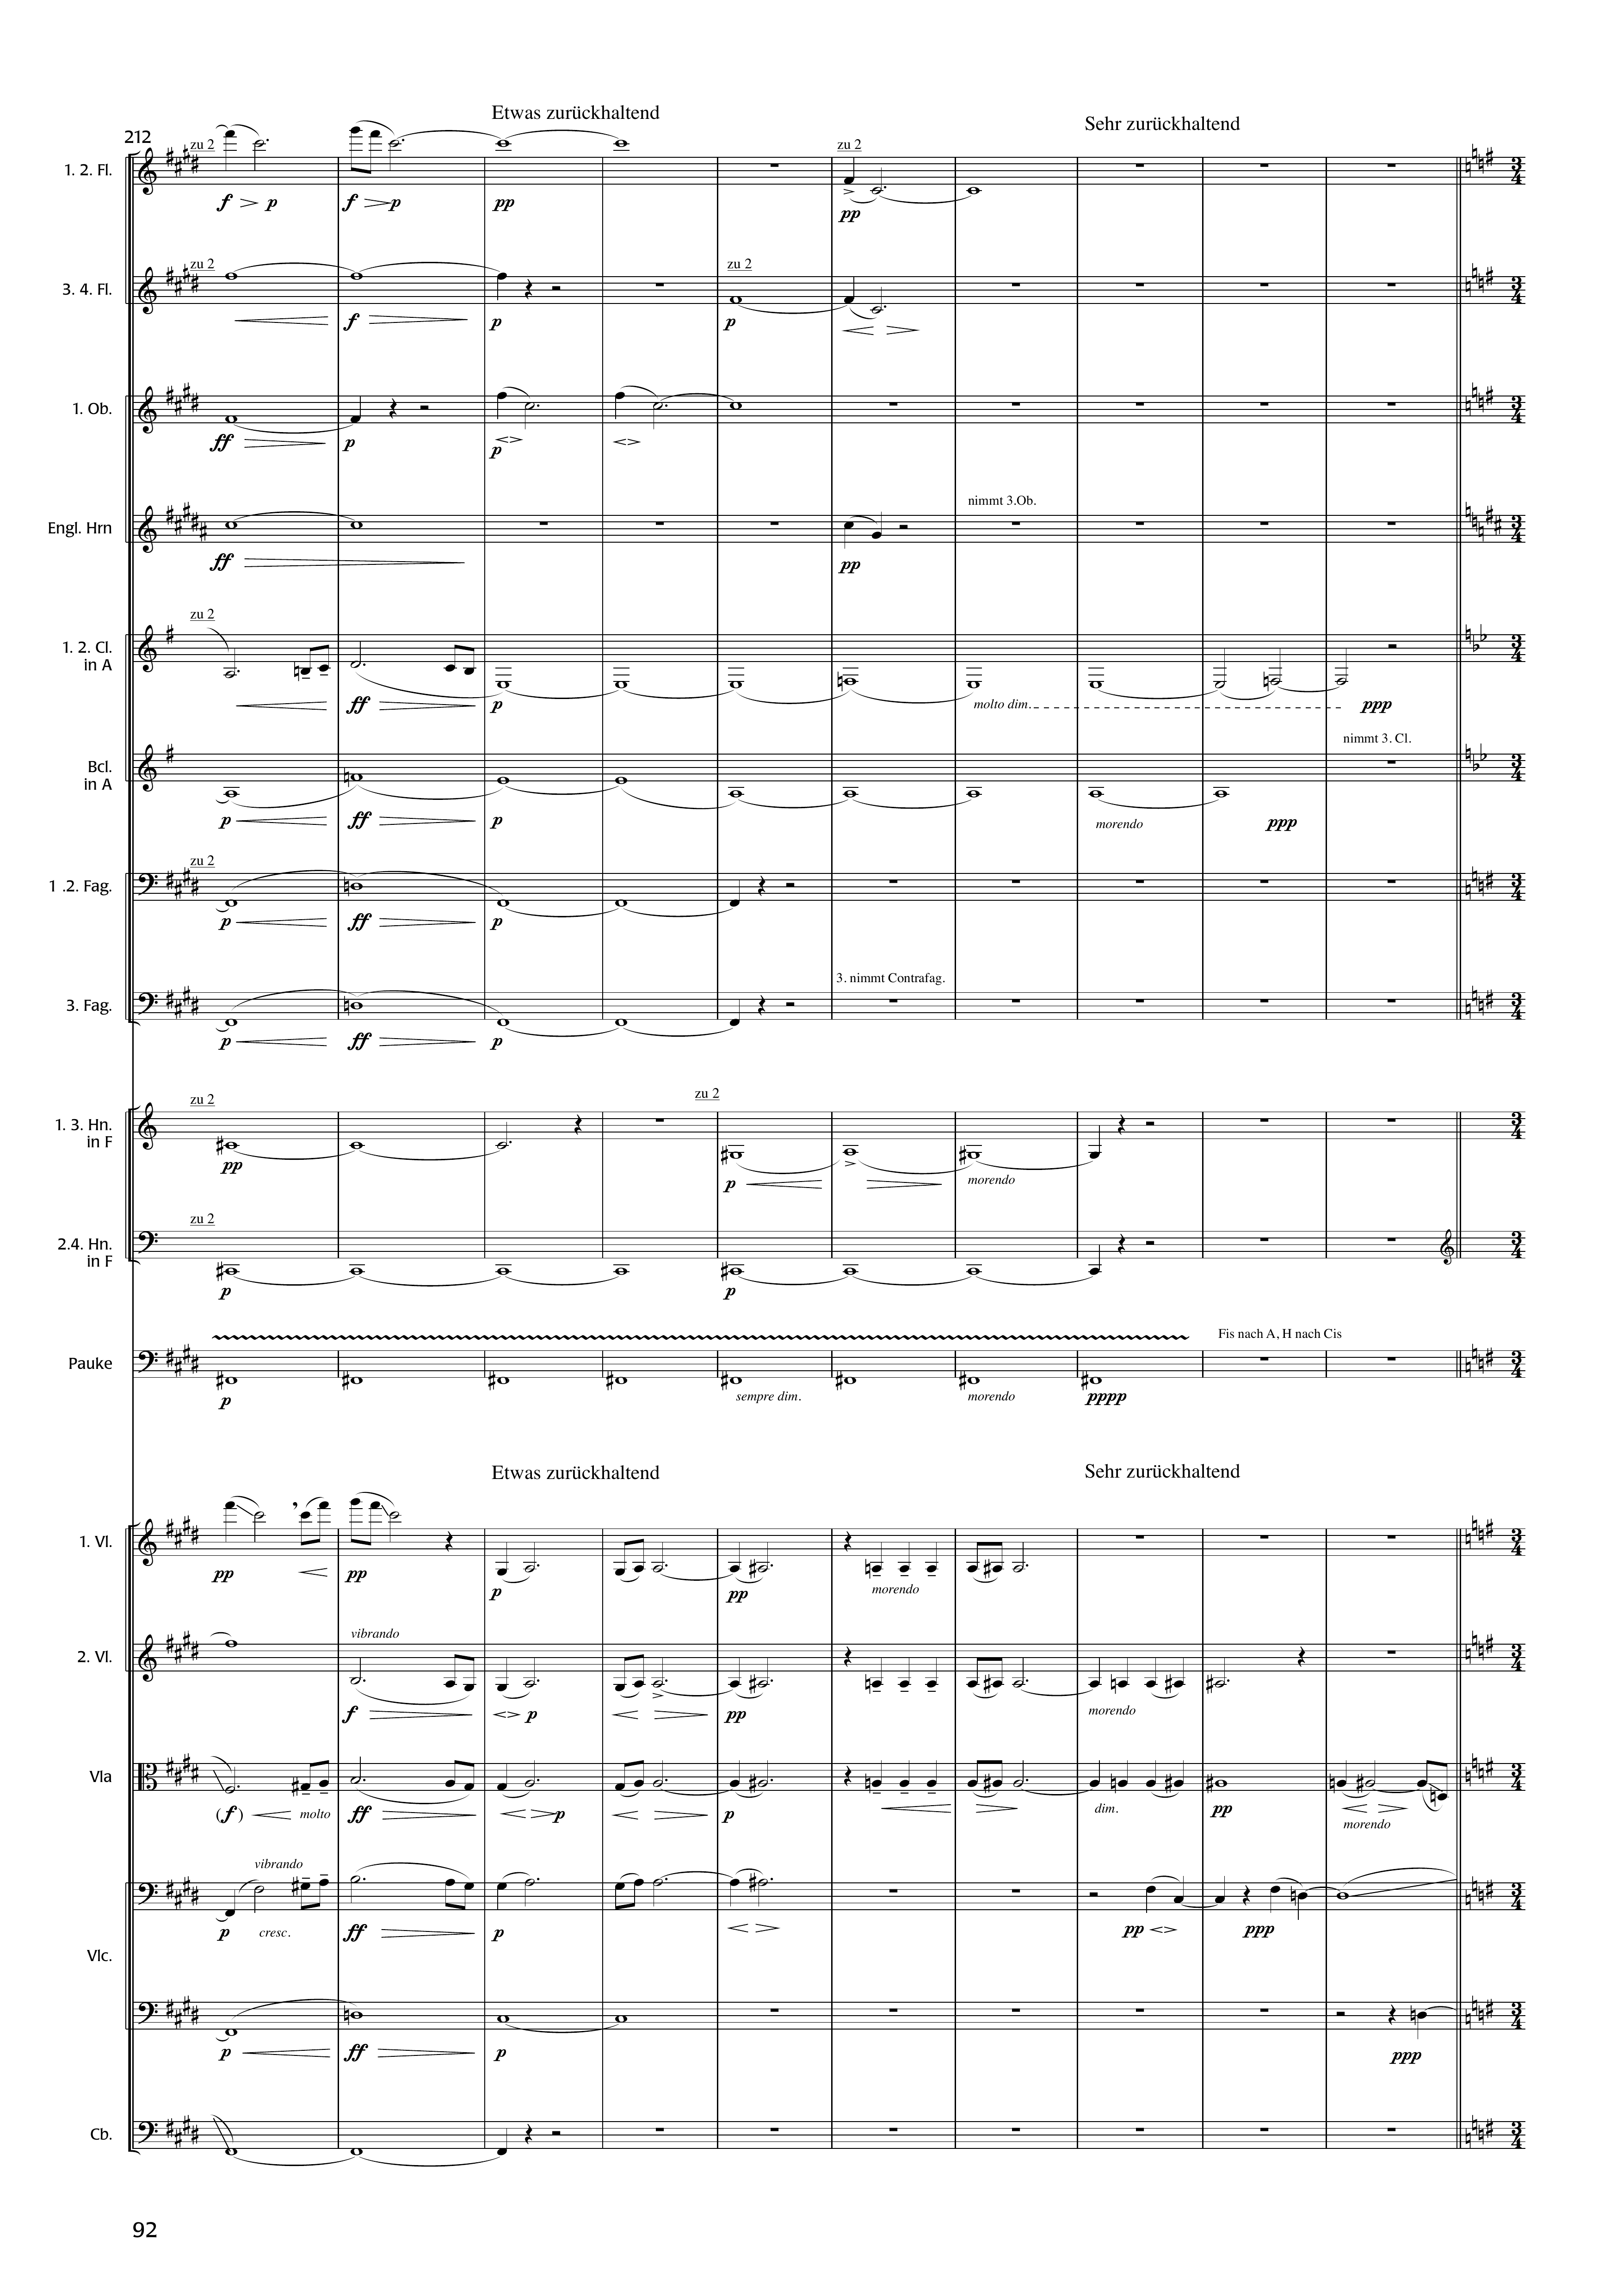 Etwas zurückhaltend
Sehr zurückhaltend
212
zu 2
zu 2
1. 2. Fl.
f p f p pp pp
zu 2
zu 2
3. 4. Fl.
f p p
1. Ob.
ff p p
nimmt 3.Ob.
Engl. Hrn
ff pp
zu 2
1. 2. Cl.
in A
ff p molto dim. ppp
nimmt 3. Cl.
Bcl.
in A
p ff p morendo ppp
zu 2
1 .2. Fag.
p ff p
3. nimmt Contrafag.
3. Fag.
p ff p
zu 2
zu 2
1. 3. Hn.
in F
pp p morendo
zu 2
2.4. Hn.
in F
p p
Fis nach A, H nach Cis
Pauke
p sempre dim. morendo pppp
Etwas zurückhaltend
Sehr zurückhaltend
1. Vl.
pp pp p pp morendo
vibrando
2. Vl.
f p pp morendo
Vla
(f) molto ff p p dim. pp morendo
vibrando
p cresc. ff p pp ppp
Vlc.
p ff p ppp
Cb.
3
4
92